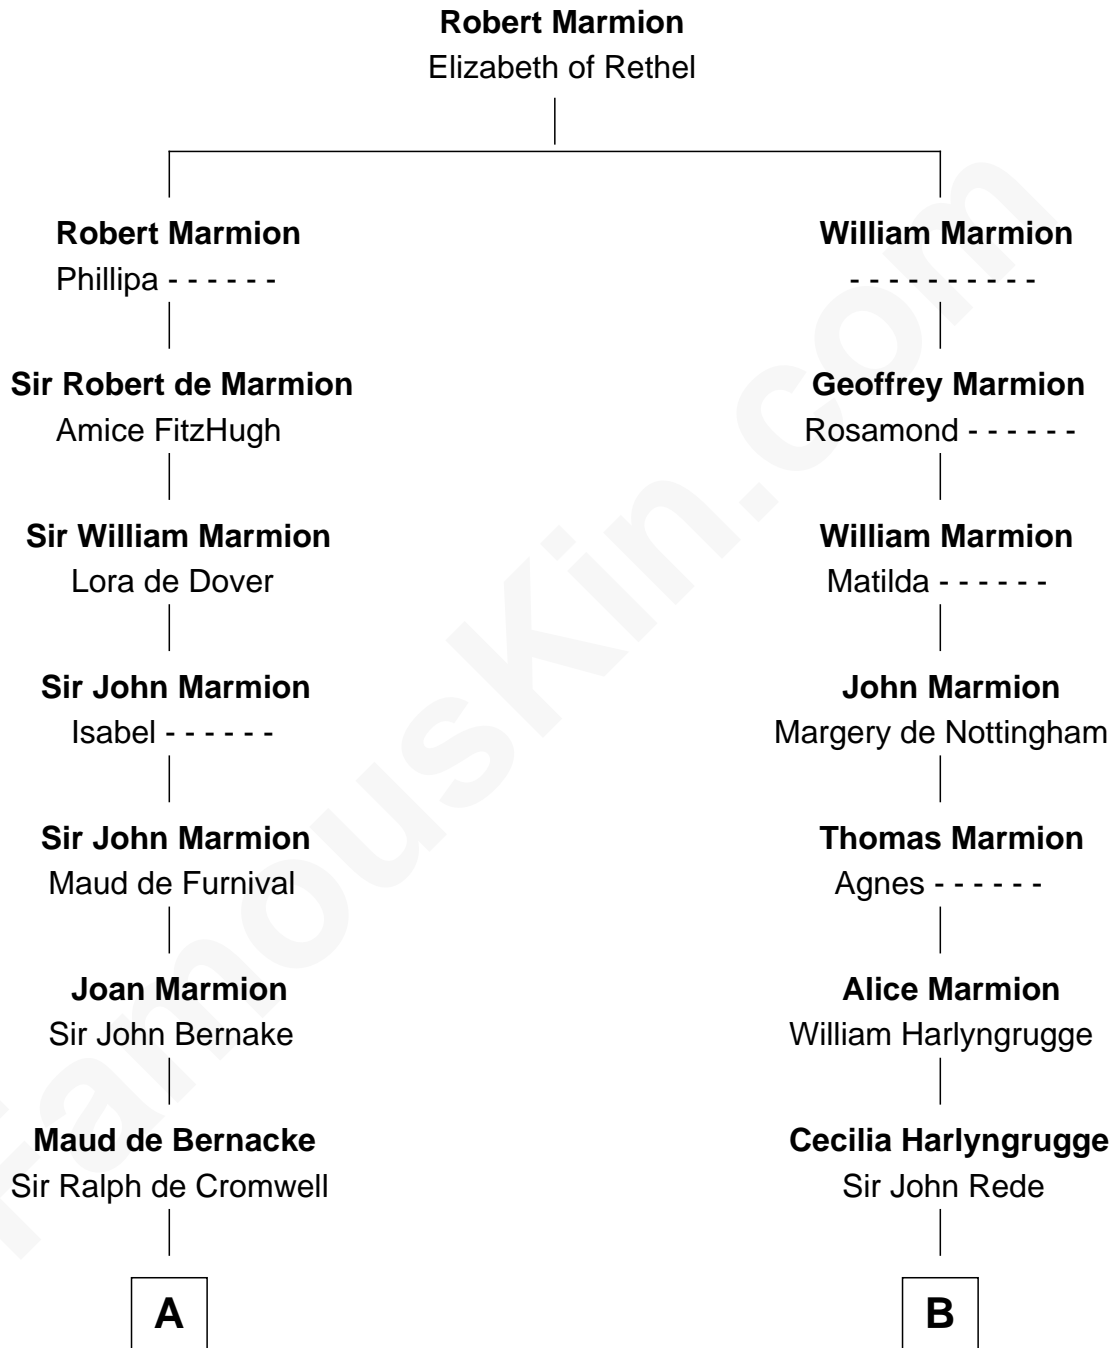 Robert Marmion
Elizabeth of Rethel
Robert Marmion
Phillipa - - - - - -
William Marmion
- - - - - - - - - -
Sir Robert de Marmion
Amice FitzHugh
Geoffrey Marmion
Rosamond - - - - - -
Sir William Marmion
Lora de Dover
William Marmion
Matilda - - - - - -
Sir John Marmion
Isabel - - - - - -
John Marmion
Margery de Nottingham
Sir John Marmion
Maud de Furnival
Thomas Marmion
Agnes - - - - - -
Joan Marmion
Sir John Bernake
Alice Marmion
William Harlyngrugge
Maud de Bernacke
Sir Ralph de Cromwell
Cecilia Harlyngrugge
Sir John Rede
A
B
FamousKin.com